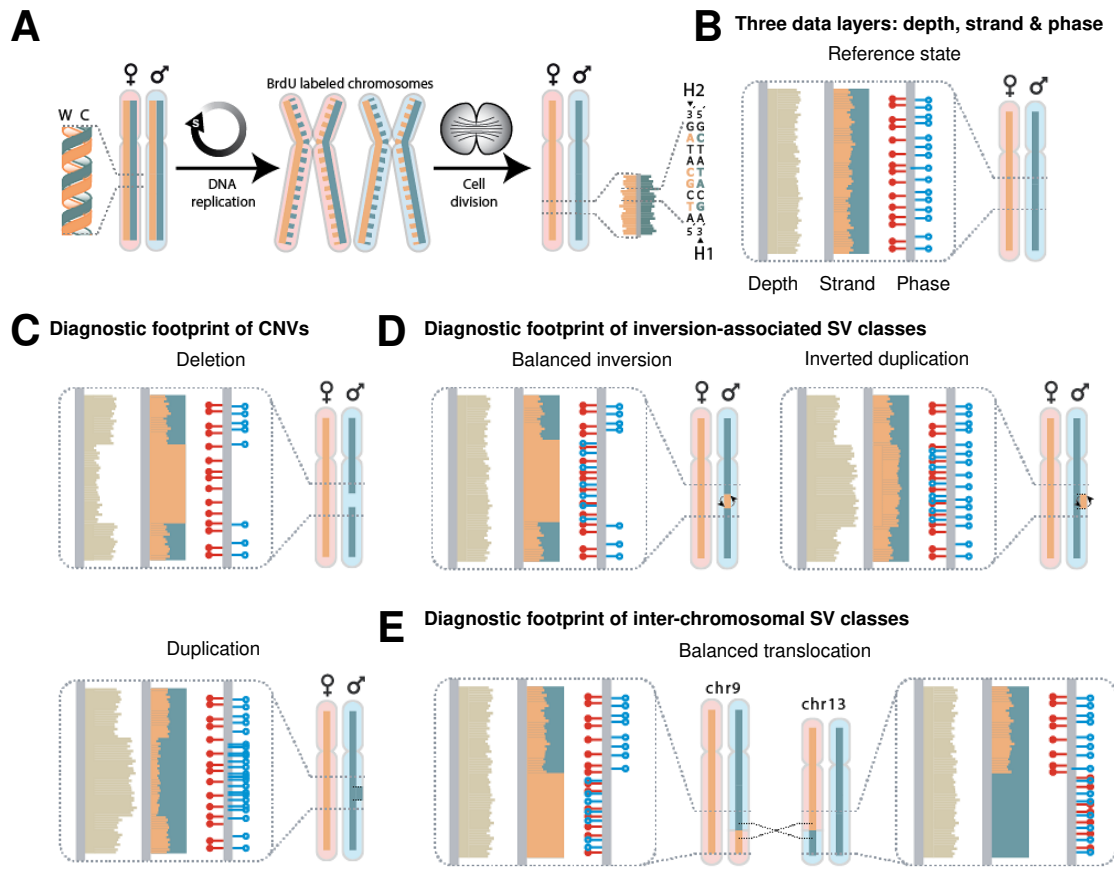 A
♀ ♂
W C
S
DNA
replication
BrdU labeled chromosomes
Cell
division
♀ ♂
H2
3 5
G G
A C
T T
A A
C T
G A
C C
T G
A A
5 3
H1
B Three data layers: depth, strand & phase
Reference state
♀ ♂
Depth Strand Phase
C Diagnostic footprint of CNVs
Deletion
♀ ♂
Duplication
♀ ♂
D Diagnostic footprint of inversion-associated SV classes
Balanced inversion
♀ ♂
Inverted duplication
♀ ♂
E Diagnostic footprint of inter-chromosomal SV classes
Balanced translocation
chr9
chr13